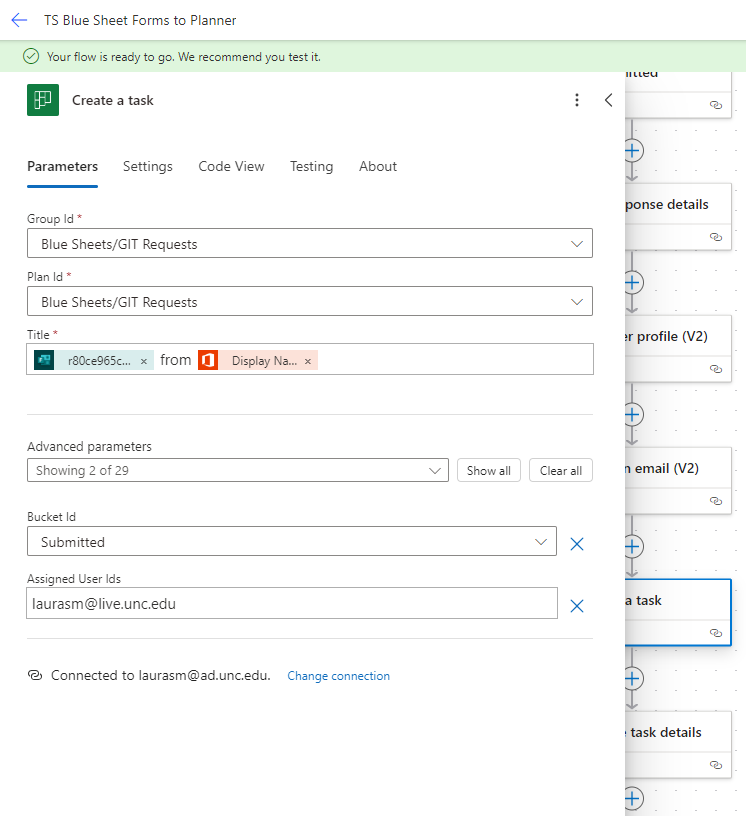 TS Blue Sheet Forms to Planner
Your flow is ready to go. We recommend you test it.
Create a task
Parameters Settings Code View Testing About
Group Id *
Blue Sheets/GIT Requests
Plan Id *
Blue Sheets/GIT Requests
Title *
r80ce965c... × from Display Na... ×
Advanced parameters
Showing 2 of 29
Show all
Clear all
Bucket Id
Submitted
Assigned User Ids
laurasm@live.unc.edu
Connected to laurasm@ad.unc.edu. Change connection
mitted
ponse details
er profile (V2)
n email (V2)
a task
task details